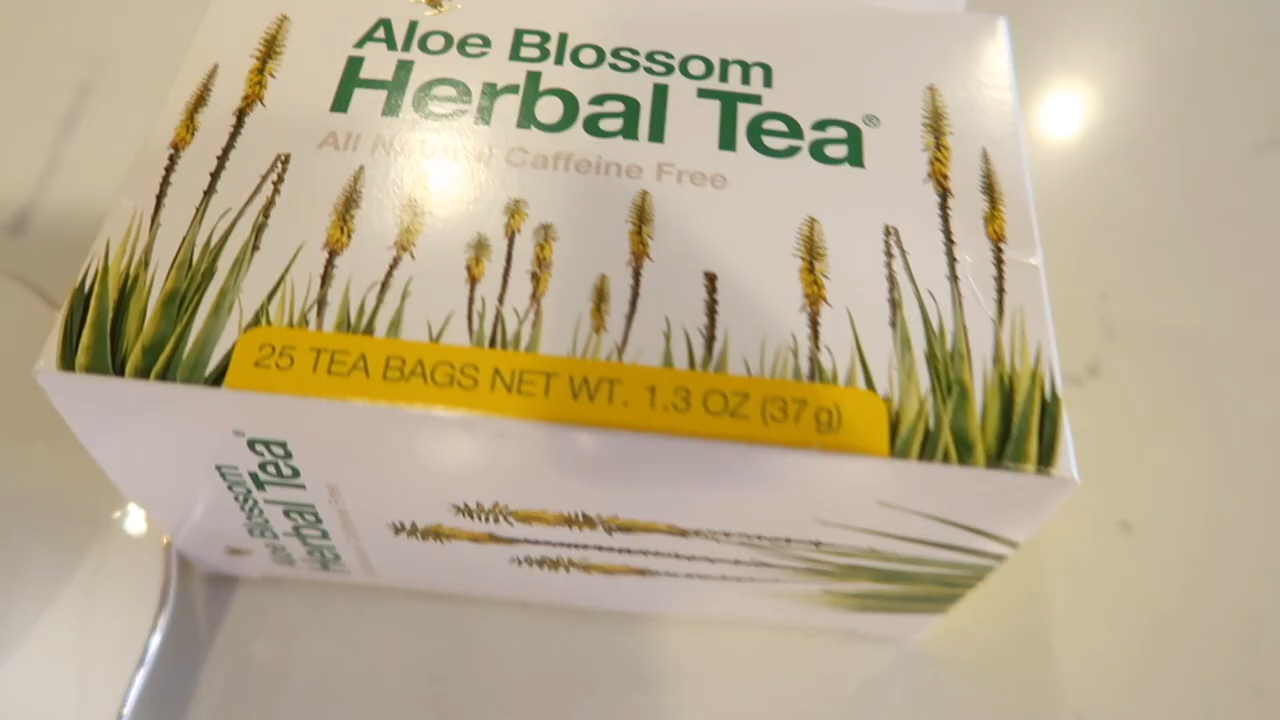 Aloe Blossom
Herbal Tea®
All Natural Caffeine Free
25 TEA BAGS NET WT. 1.3 OZ (37 g)
Aloe Blossom
Herbal Tea®